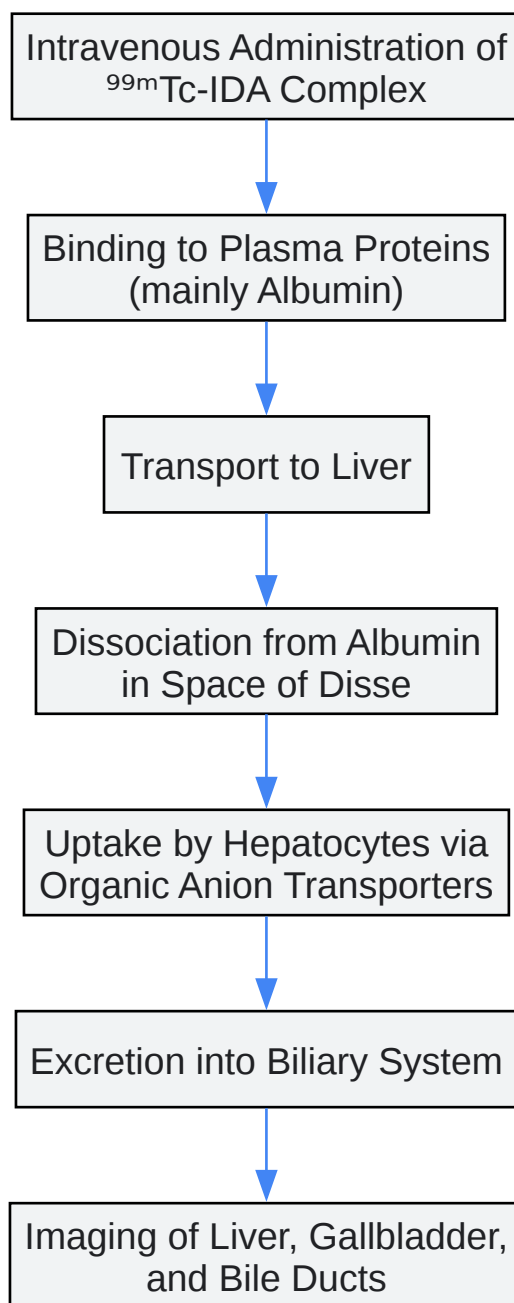 Intravenous Administration of
⁹⁹ᵐTc-IDA Complex
Binding to Plasma Proteins
(mainly Albumin)
Transport to Liver
Dissociation from Albumin
in Space of Disse
Uptake by Hepatocytes via
Organic Anion Transporters
Excretion into Biliary System
Imaging of Liver, Gallbladder,
and Bile Ducts